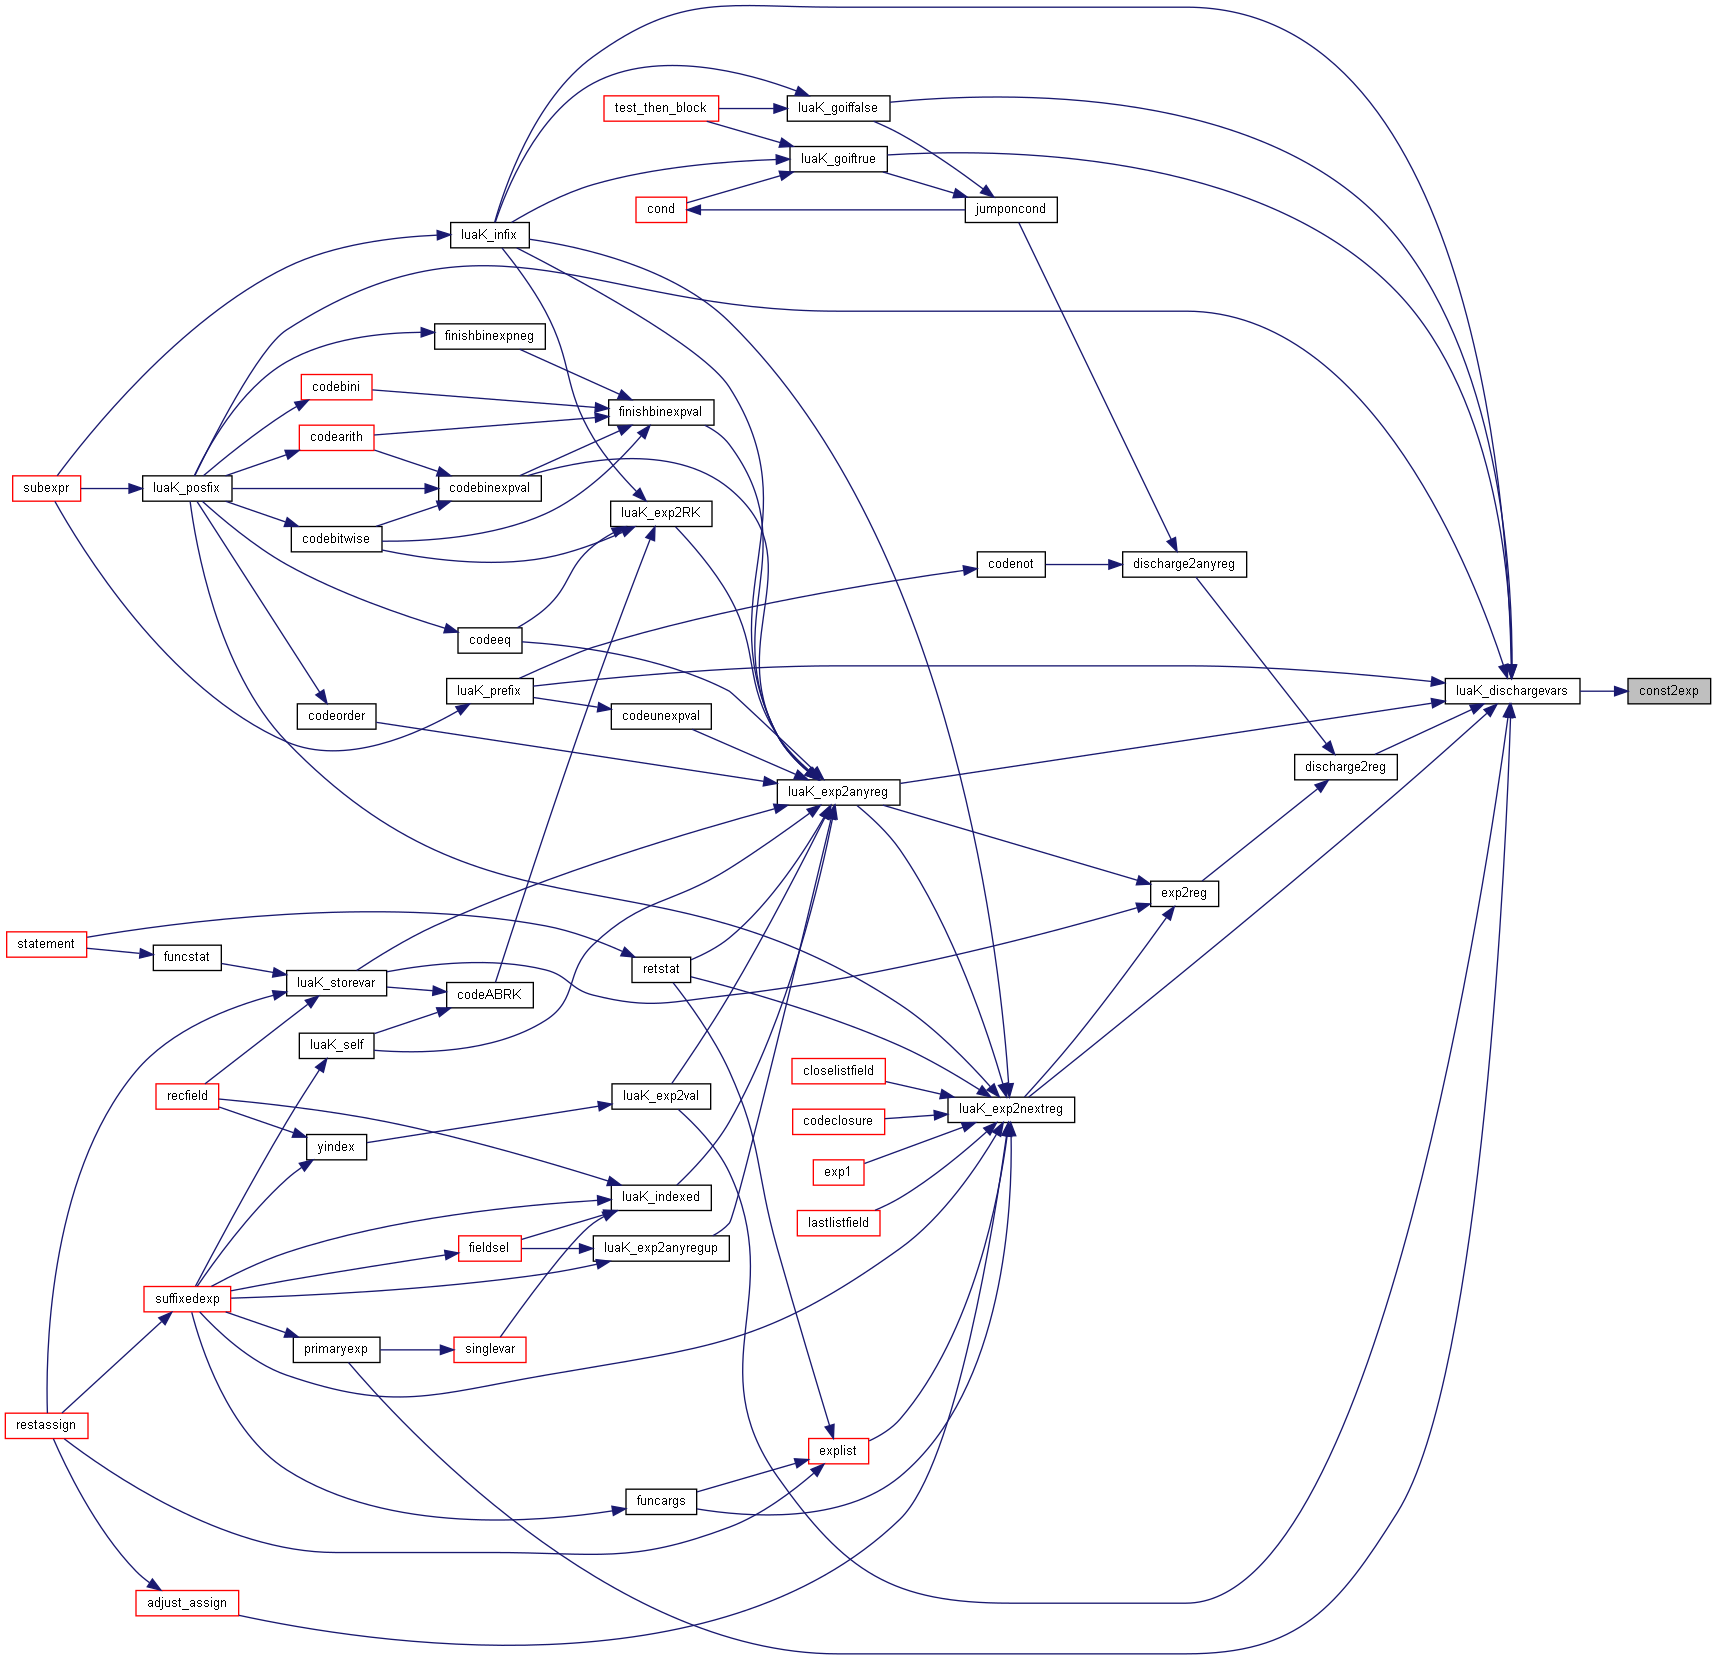 luaK_goiffalse
test_then_block
luaK_goiftrue
cond
jumponcond
luaK_infix
finishbinexpneg
codebini
finishbinexpval
codearith
subexpr
luaK_posfix
codebinexpval
luaK_exp2RK
codebitwise
codenot
discharge2anyreg
codeeq
luaK_prefix
luaK_dischargevars
const2exp
codeorder
codeunexpval
discharge2reg
luaK_exp2anyreg
exp2reg
statement
funcstat
retstat
luaK_storevar
codeABRK
luaK_self
closelistfield
recfield
luaK_exp2val
luaK_exp2nextreg
codeclosure
yindex
exp1
luaK_indexed
lastlistfield
fieldsel
luaK_exp2anyregup
suffixedexp
primaryexp
singlevar
restassign
explist
funcargs
adjust_assign